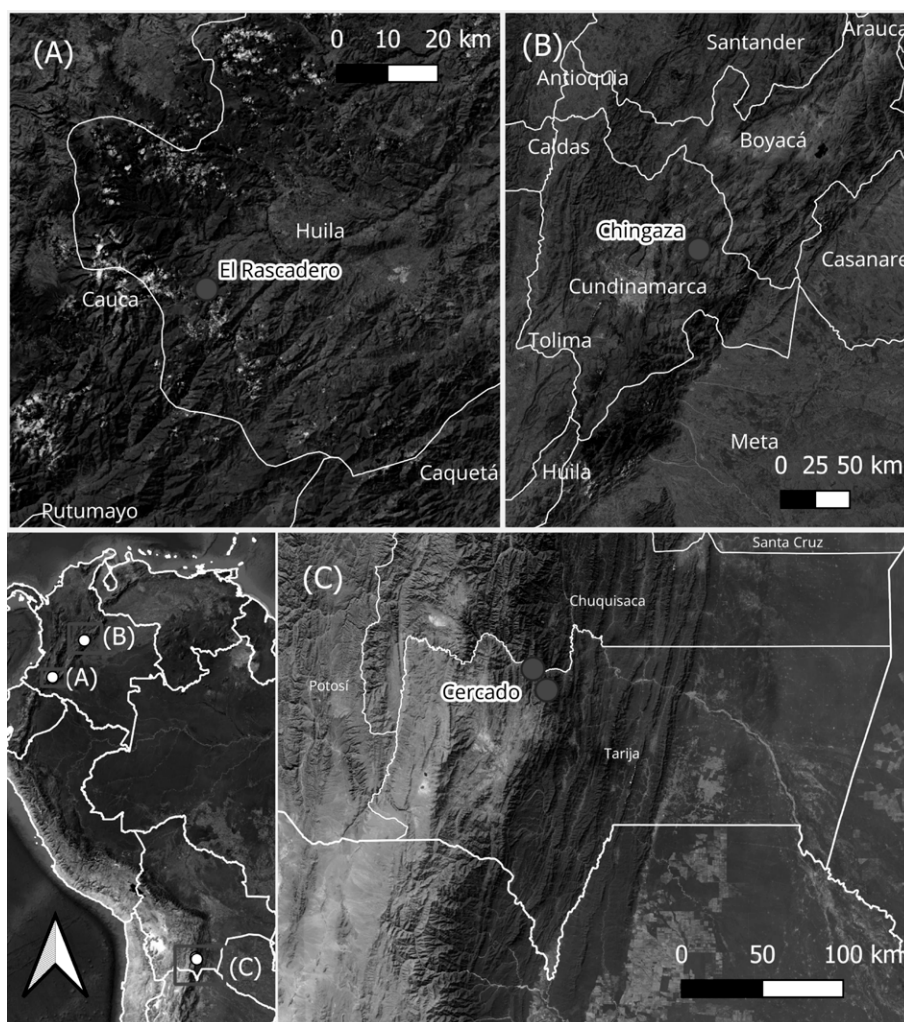 (A)
0 10 20 km
Huila
El Rascadero
Cauca
Caquetá
Putumayo
(B)
Arauca
Santander
Antioquia
Boyacá
Caldas
Chingaza
Casanare
Cundinamarca
Tolima
Meta
0 25 50 km
Huila
(B)
(A)
(C)
(C)
Santa Cruz
Chuquisaca
Potosí
Cercado
Tarija
0 50 100 km